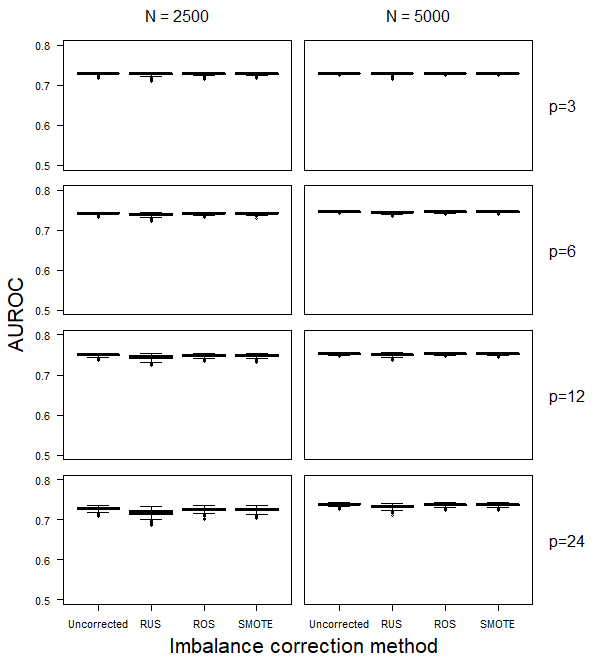 N = 2500 N = 5000
0.8
0.7
0.6
0.5
p=3
0.8
0.7
0.6
0.5
p=6
0.8
0.7
0.6
0.5
p=12
0.8
0.7
0.6
0.5
p=24
AUROC
Uncorrected RUS ROS SMOTE Uncorrected RUS ROS SMOTE
Imbalance correction method